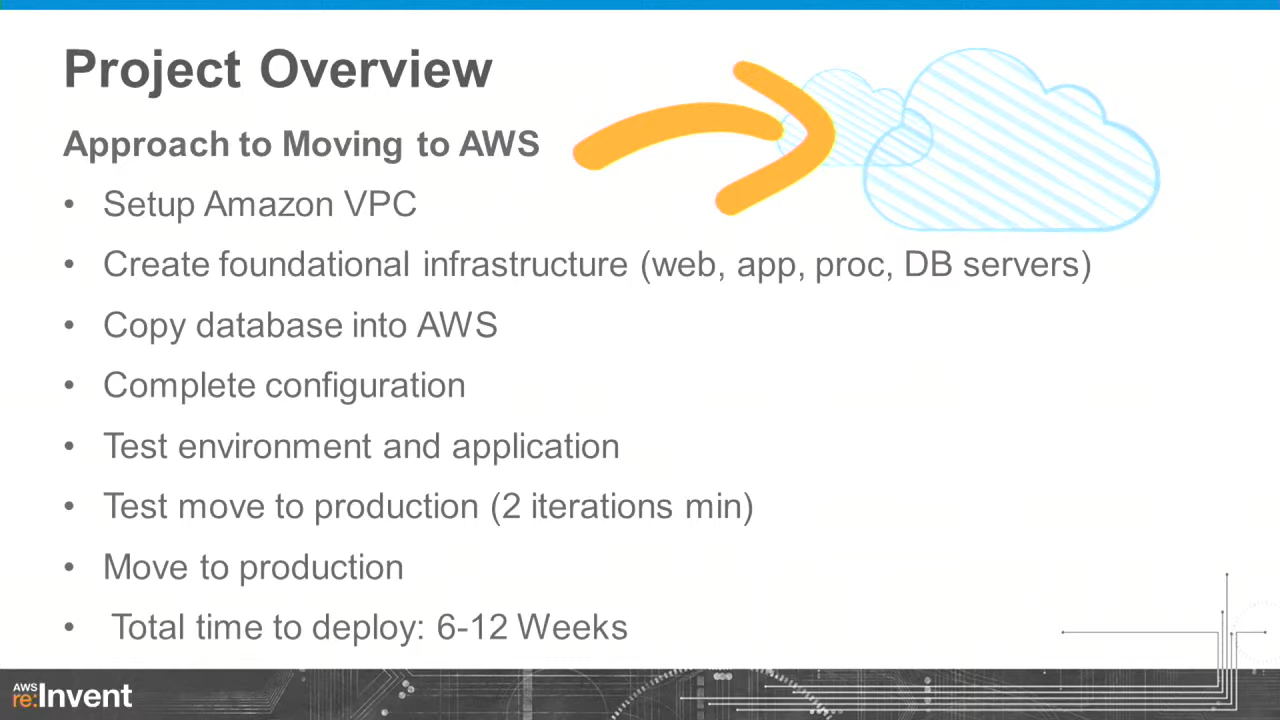 Project Overview
Approach to Moving to AWS
• Setup Amazon VPC
• Create foundational infrastructure (web, app, proc, DB servers)
• Copy database into AWS
• Complete configuration
• Test environment and application
• Test move to production (2 iterations min)
• Move to production
• Total time to deploy: 6-12 Weeks
AWS
re:Invent